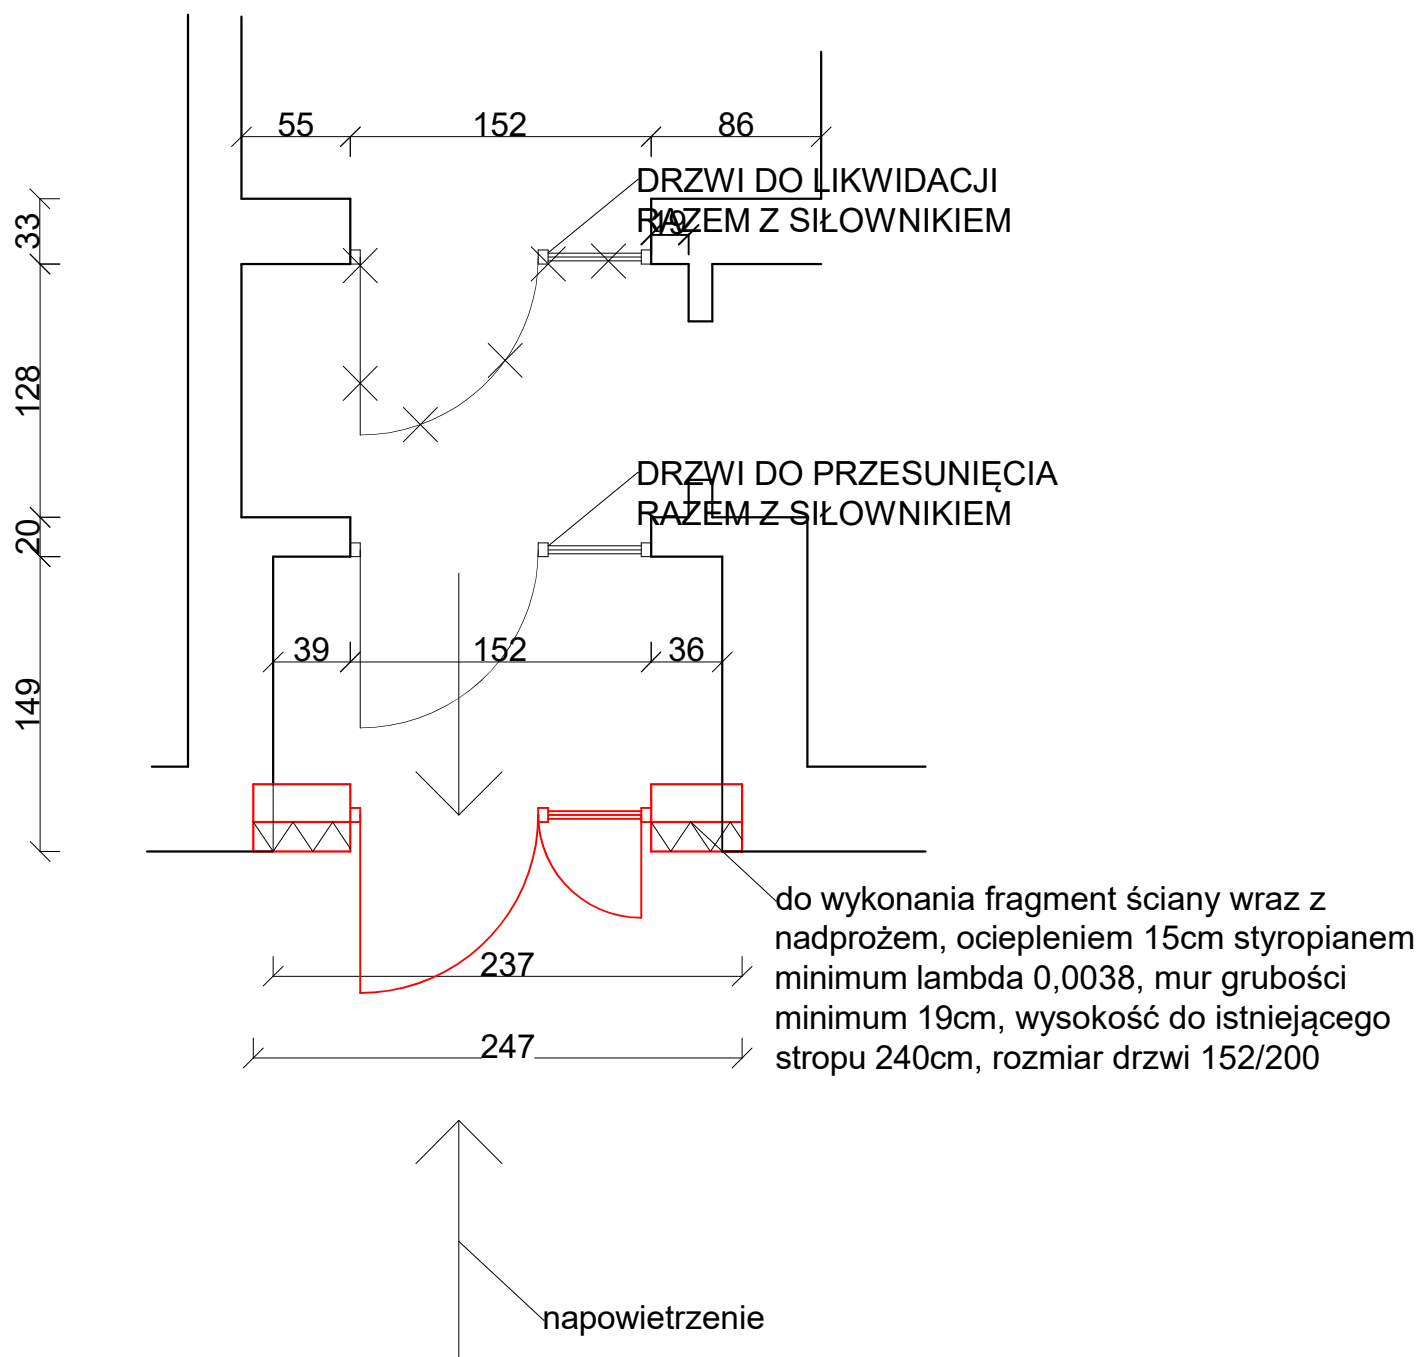 55 152 86
DRZWI DO LIKWIDACJI
RAZEM Z SIŁOWNIKIEM
19
33
128
DRZWI DO PRZESUNIĘCIA
RAZEM Z SIŁOWNIKIEM
20
39 152 36
149
do wykonania fragment ściany wraz z
nadprożem, ociepleniem 15cm styropianem
minimum lambda 0,0038, mur grubości
minimum 19cm, wysokość do istniejącego
stropu 240cm, rozmiar drzwi 152/200
237
247
napowietrzenie